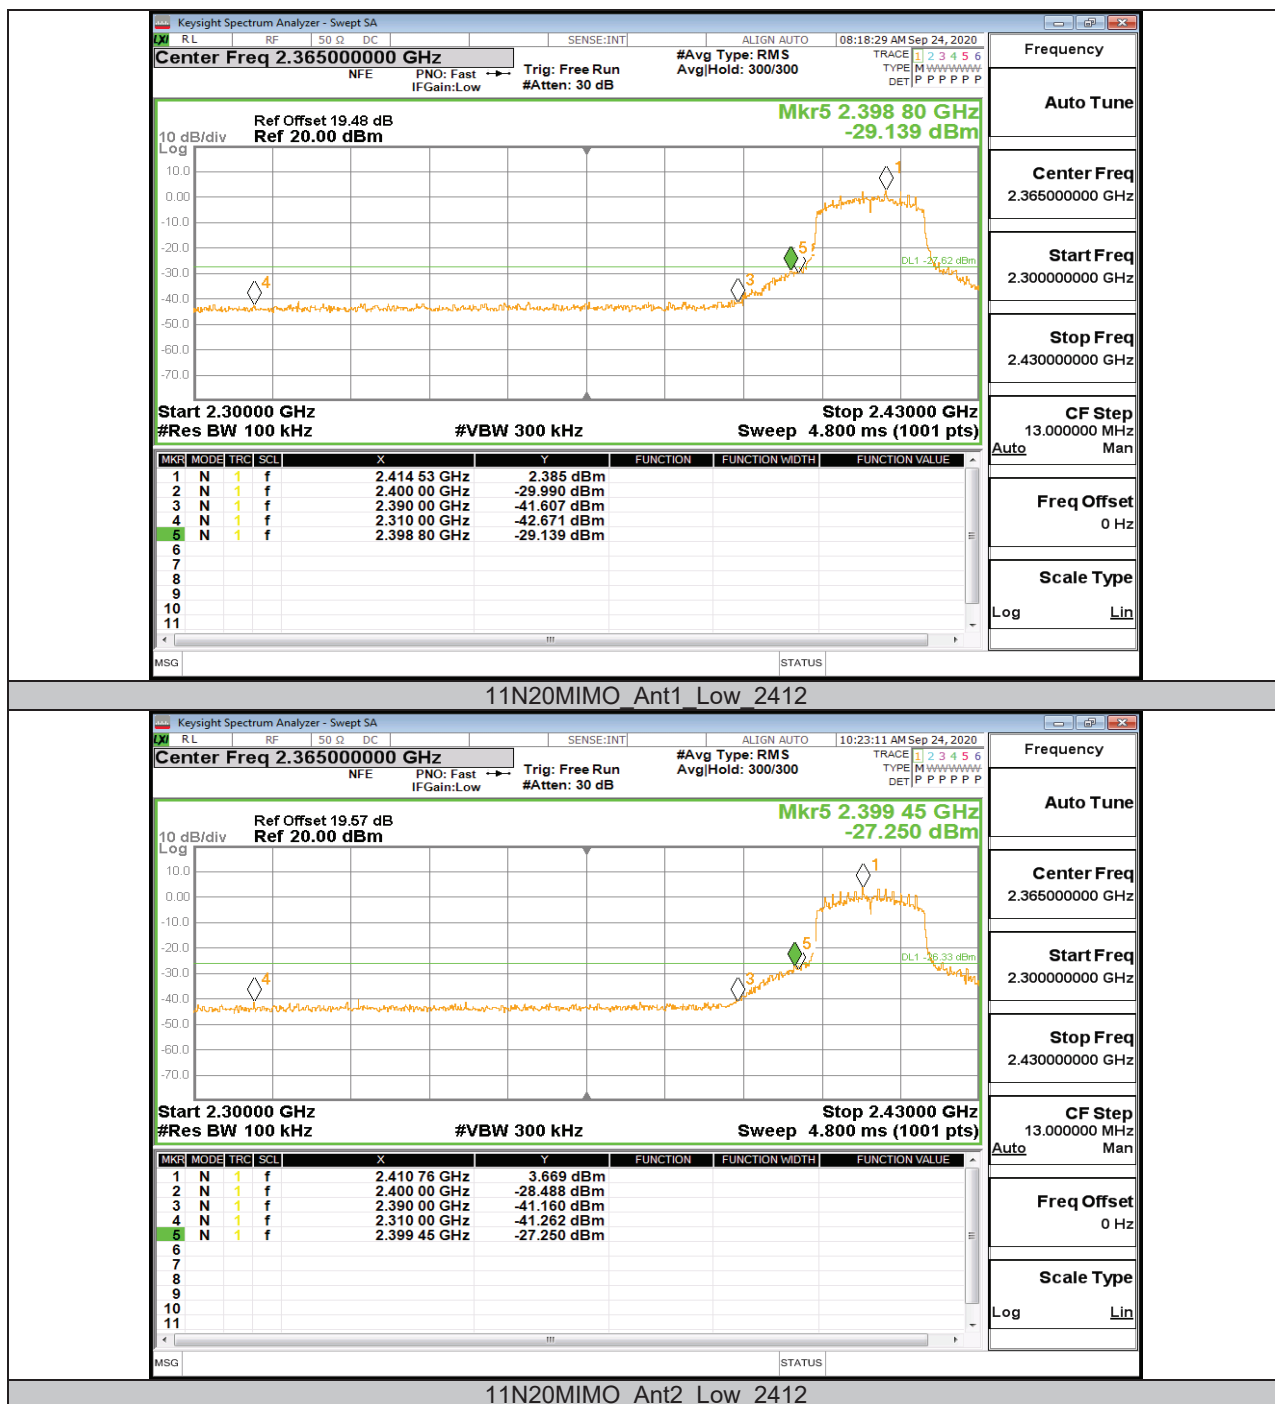 Keysight Spectrum Analyzer - Swept SA
LXI RL RF 50 Ω DC SENSE:INT ALIGN AUTO 08:18:29 AM Sep 24, 2020
Center Freq 2.365000000 GHz
NFE PNO: Fast IFGain:Low
Trig: Free Run #Atten: 30 dB
#Avg Type: RMS Avg|Hold: 300/300
TRACE 1 2 3 4 5 6
TYPE M WWWWW
DET P P P P P P
Mkr5 2.398 80 GHz
-29.139 dBm
Ref Offset 19.48 dB
10 dB/div Ref 20.00 dBm
Log
10.0
0.00
-10.0
-20.0
-30.0
-40.0
-50.0
-60.0
-70.0
1
5
DL1 -27.62 dBm
4
3
Start 2.30000 GHz Stop 2.43000 GHz
#Res BW 100 kHz #VBW 300 kHz Sweep 4.800 ms (1001 pts)
MKR MODE TRC SCL X Y FUNCTION FUNCTION WIDTH FUNCTION VALUE
1 N 1 f 2.414 53 GHz 2.385 dBm
2 N 1 f 2.400 00 GHz -29.990 dBm
3 N 1 f 2.390 00 GHz -41.607 dBm
4 N 1 f 2.310 00 GHz -42.671 dBm
5 N 1 f 2.398 80 GHz -29.139 dBm
6
7
8
9
10
11
MSG STATUS
Frequency
Auto Tune
Center Freq
2.365000000 GHz
Start Freq
2.300000000 GHz
Stop Freq
2.430000000 GHz
CF Step
13.000000 MHz
Auto Man
Freq Offset
0 Hz
Scale Type
Log Lin
11N20MIMO_Ant1_Low_2412
Keysight Spectrum Analyzer - Swept SA
LXI RL RF 50 Ω DC SENSE:INT ALIGN AUTO 10:23:11 AM Sep 24, 2020
Center Freq 2.365000000 GHz
NFE PNO: Fast IFGain:Low
Trig: Free Run #Atten: 30 dB
#Avg Type: RMS Avg|Hold: 300/300
TRACE 1 2 3 4 5 6
TYPE M WWWWW
DET P P P P P P
Mkr5 2.399 45 GHz
-27.250 dBm
Ref Offset 19.57 dB
10 dB/div Ref 20.00 dBm
Log
10.0
0.00
-10.0
-20.0
-30.0
-40.0
-50.0
-60.0
-70.0
1
5
DL1 -26.33 dBm
4
3
Start 2.30000 GHz Stop 2.43000 GHz
#Res BW 100 kHz #VBW 300 kHz Sweep 4.800 ms (1001 pts)
MKR MODE TRC SCL X Y FUNCTION FUNCTION WIDTH FUNCTION VALUE
1 N 1 f 2.410 76 GHz 3.669 dBm
2 N 1 f 2.400 00 GHz -28.488 dBm
3 N 1 f 2.390 00 GHz -41.160 dBm
4 N 1 f 2.310 00 GHz -41.262 dBm
5 N 1 f 2.399 45 GHz -27.250 dBm
6
7
8
9
10
11
MSG STATUS
Frequency
Auto Tune
Center Freq
2.365000000 GHz
Start Freq
2.300000000 GHz
Stop Freq
2.430000000 GHz
CF Step
13.000000 MHz
Auto Man
Freq Offset
0 Hz
Scale Type
Log Lin
11N20MIMO_Ant2_Low_2412